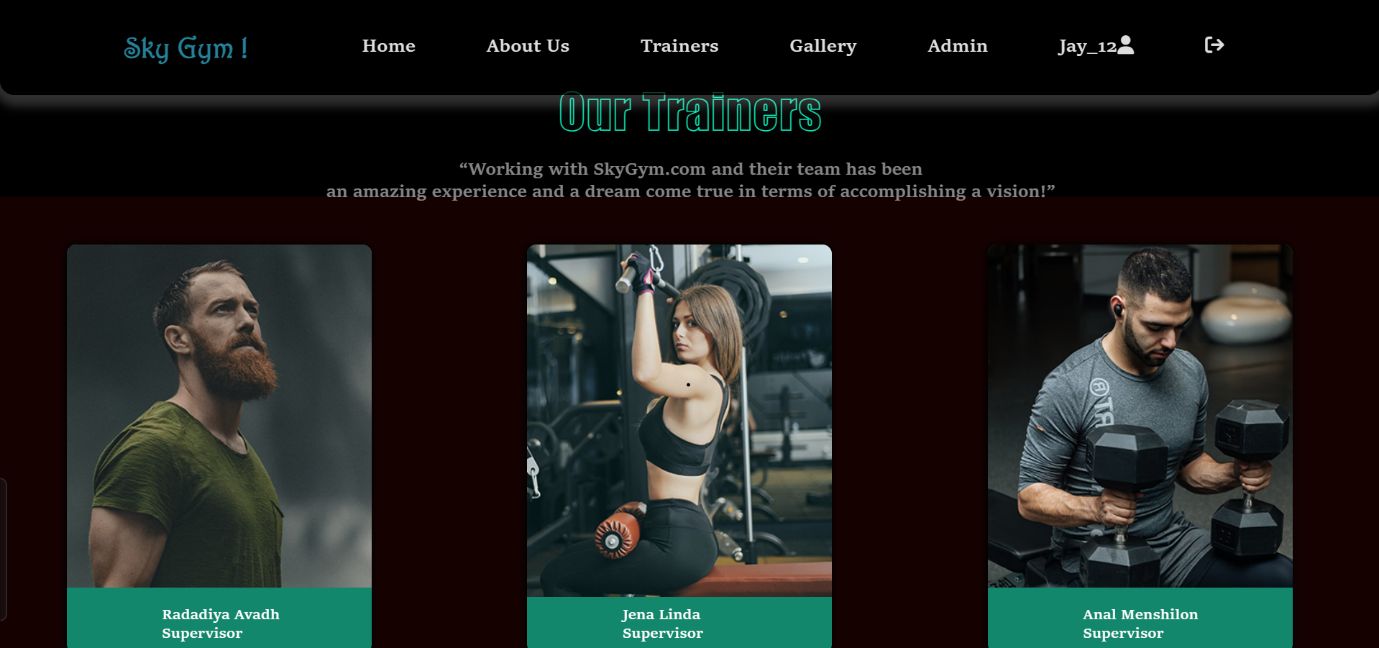 Sky Gym !
Home
About Us
Trainers
Gallery
Admin
Jay_12
Our Trainers
“Working with SkyGym.com and their team has been
an amazing experience and a dream come true in terms of accomplishing a vision!”
Radadiya Avadh
Supervisor
Jena Linda
Supervisor
Anal Menshilon
Supervisor